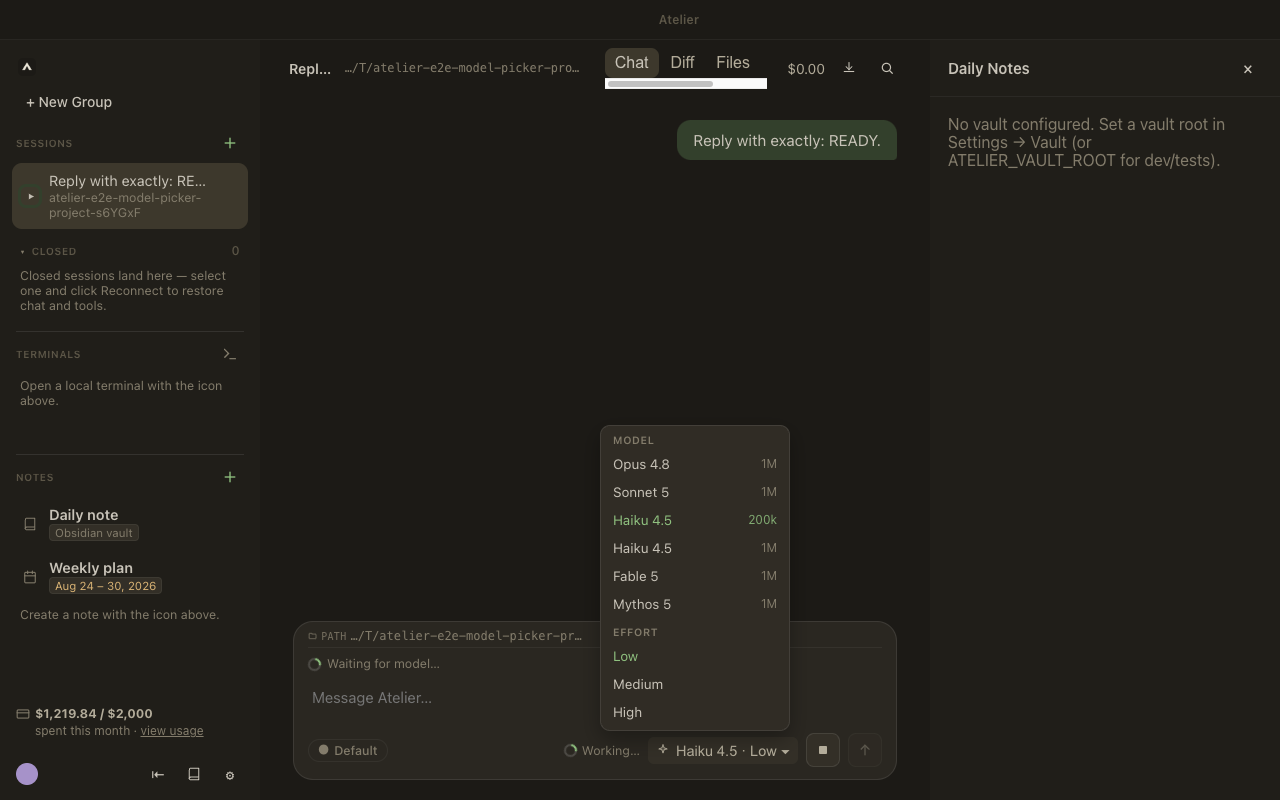 Atelier
+ New Group
SESSIONS
Reply with exactly: RE...
atelier-e2e-model-picker-
project-s6YGxF
CLOSED 0
Closed sessions land here — select
one and click Reconnect to restore
chat and tools.
TERMINALS
Open a local terminal with the icon
above.
NOTES
Daily note
Obsidian vault
Weekly plan
Aug 24 – 30, 2026
Create a note with the icon above.
$1,219.84 / $2,000
spent this month · view usage
Repl... …/T/atelier-e2e-model-picker-pro… Chat Diff Files $0.00
Reply with exactly: READY.
MODEL
Opus 4.8 1M
Sonnet 5 1M
Haiku 4.5 200k
Haiku 4.5 1M
Fable 5 1M
Mythos 5 1M
EFFORT
Low
Medium
High
PATH …/T/atelier-e2e-model-picker-pr…
Waiting for model...
Message Atelier...
Default Working... Haiku 4.5 · Low
Daily Notes ×
No vault configured. Set a vault root in
Settings → Vault (or
ATELIER_VAULT_ROOT for dev/tests).